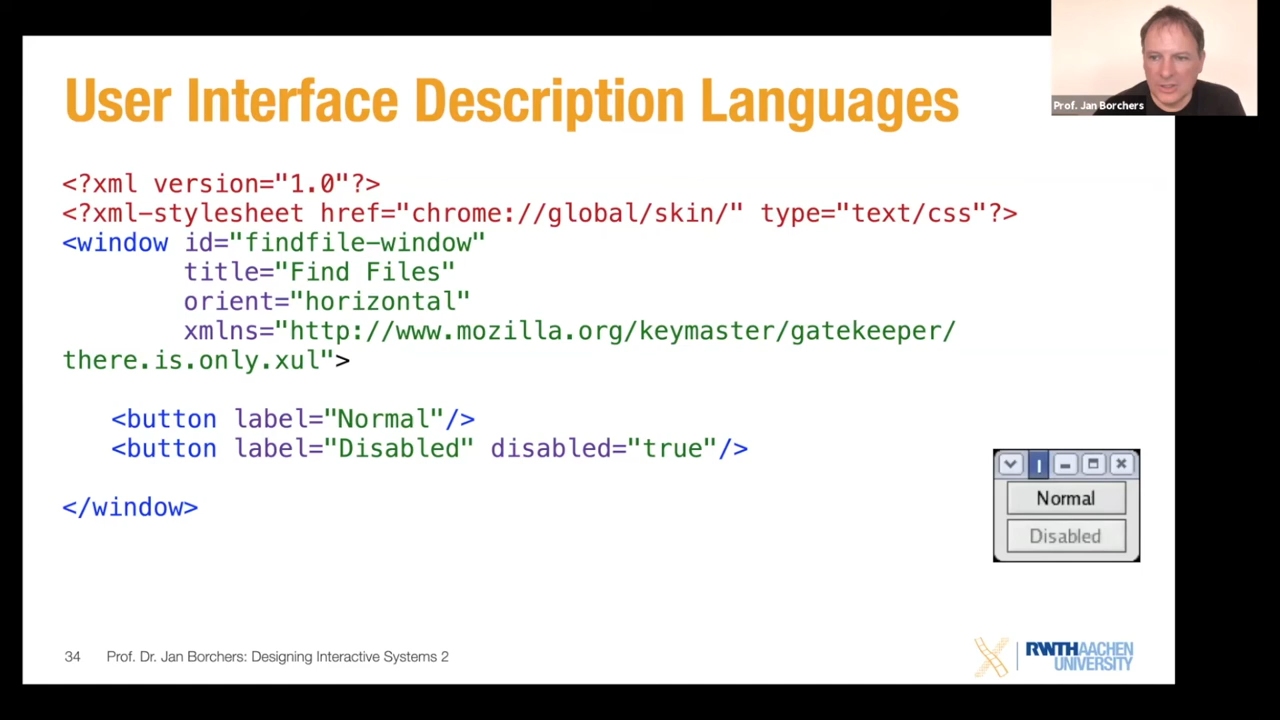 Prof. Jan Borchers
User Interface Description Languages
<?xml version="1.0"?>
<?xml-stylesheet href="chrome://global/skin/" type="text/css"?>
<window id="findfile-window"
title="Find Files"
orient="horizontal"
xmlns="http://www.mozilla.org/keymaster/gatekeeper/
there.is.only.xul">
<button label="Normal"/>
<button label="Disabled" disabled="true"/>
</window>
Normal
Disabled
34 Prof. Dr. Jan Borchers: Designing Interactive Systems 2
RWTHAACHEN
UNIVERSITY